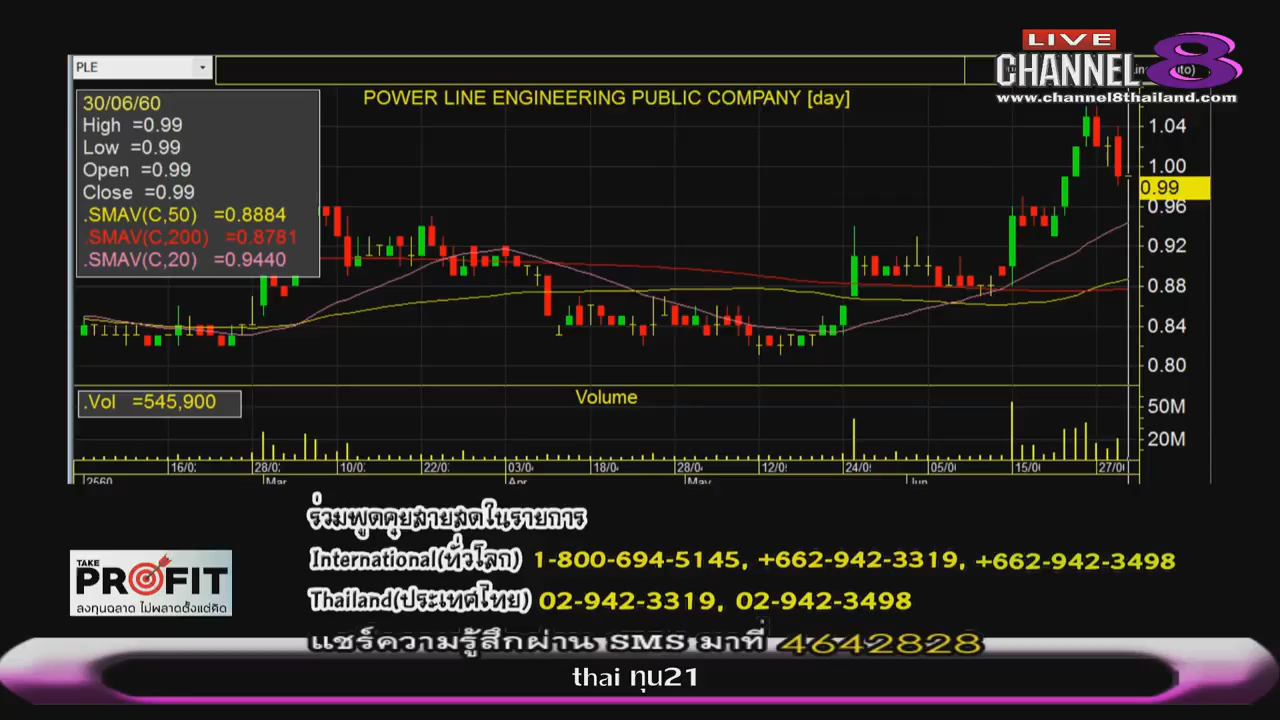 LIVE
CHANNEL 8
www.channel8thailand.com
PLE
POWER LINE ENGINEERING PUBLIC COMPANY [day]
30/06/60
High =0.99
Low =0.99
Open =0.99
Close =0.99
.SMAV(C,50) =0.8884
.SMAV(C,200) =0.8781
.SMAV(C,20) =0.9440
1.04
1.00
0.99
0.96
0.92
0.88
0.84
0.80
.Vol =545,900
Volume
50M
20M
16/0 28/0 10/0 22/0 03/0 18/0 28/0 12/0 24/0 05/0 15/0 27/0
2560 Mar Apr May Jun
ร่วมพูดคุยสายสดในรายการ
International(ทั่วโลก) 1-800-694-5145, +662-942-3319, +662-942-3498
Thailand(ประเทศไทย) 02-942-3319, 02-942-3498
TAKE
PROFIT
ลงทุนฉลาด ไม่พลาดตั้งแต่คิด
แชร์ความรู้สึกผ่าน SMS มาที่ 4642828
thai ทุน21